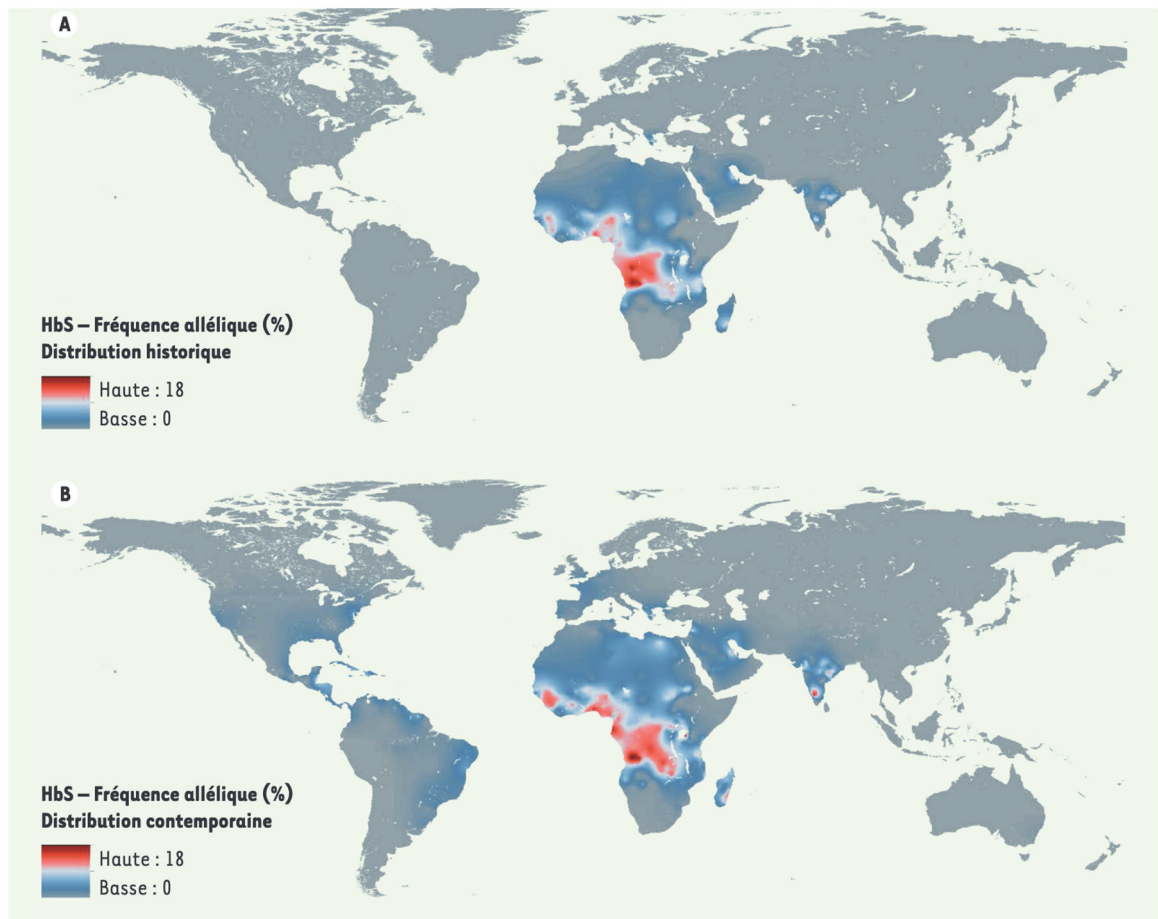 A
HbS – Fréquence allélique (%)
Distribution historique
Haute : 18
Basse : 0
B
HbS – Fréquence allélique (%)
Distribution contemporaine
Haute : 18
Basse : 0